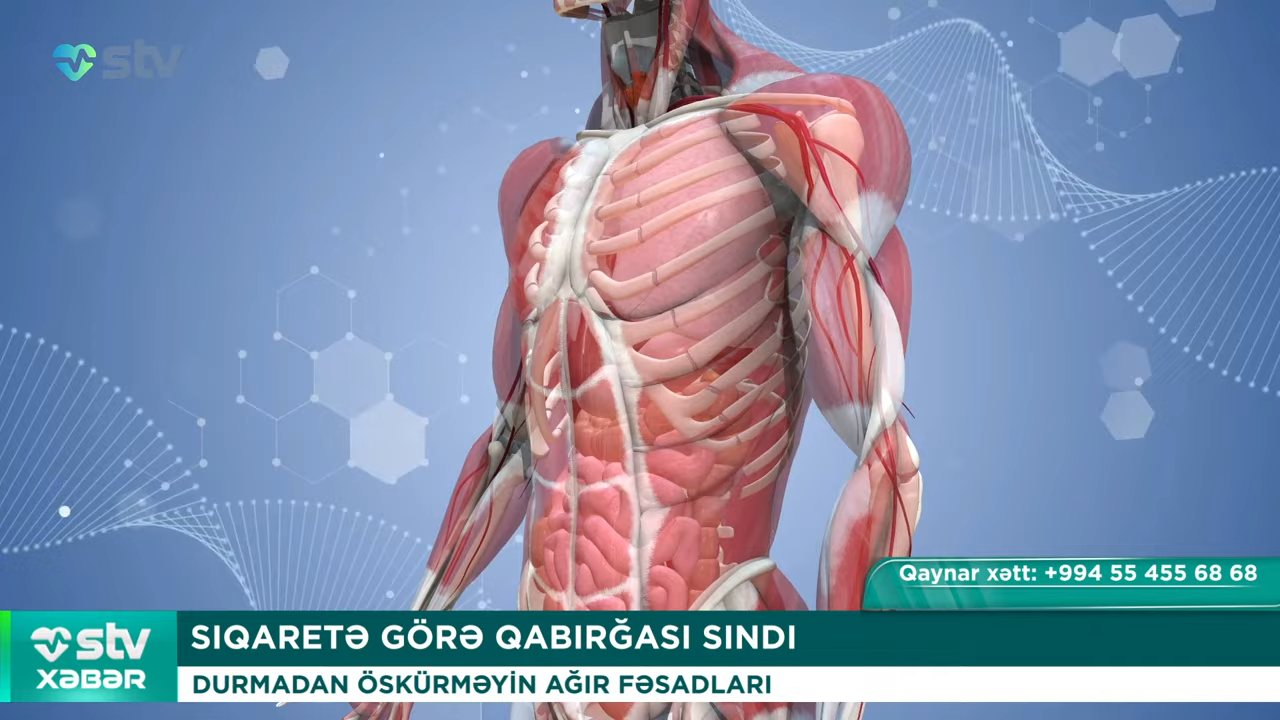 stv
Qaynar xətt: +994 55 455 68 68
stv
XƏBƏR
SIQARETƏ GÖRƏ QABIRĞASI SINDI
DURMADAN ÖSKÜRMƏYİN AĞIR FƏSADLARI